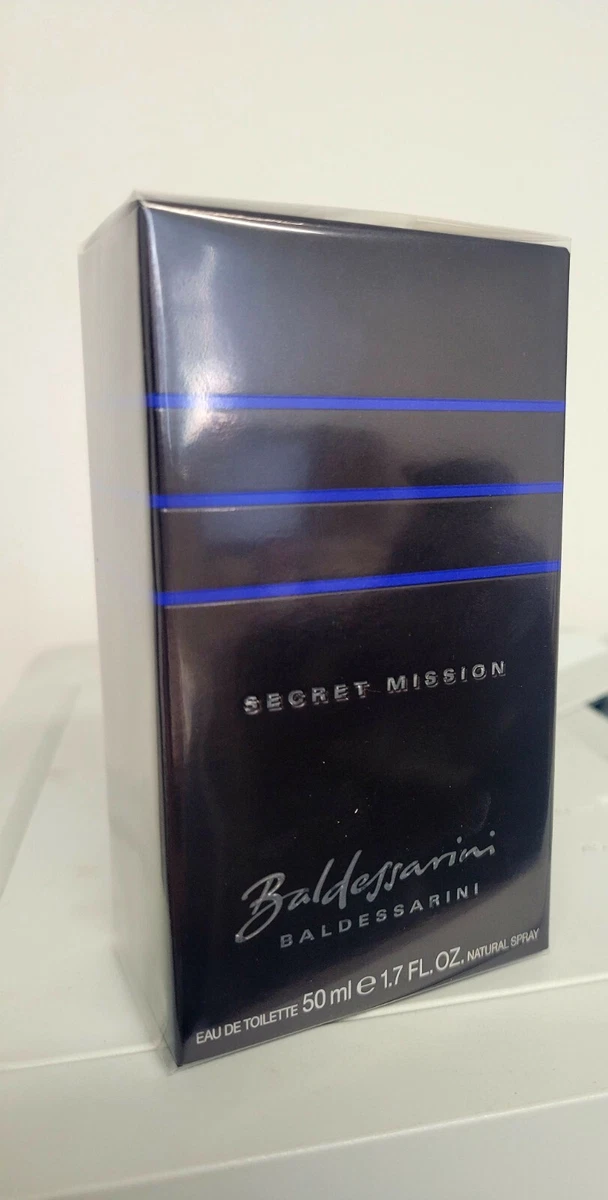 SECRET MISSION
Baldessarini
BALDESSARINI
EAU DE TOILETTE 50 ml e 1.7 FL. OZ. NATURAL SPRAY